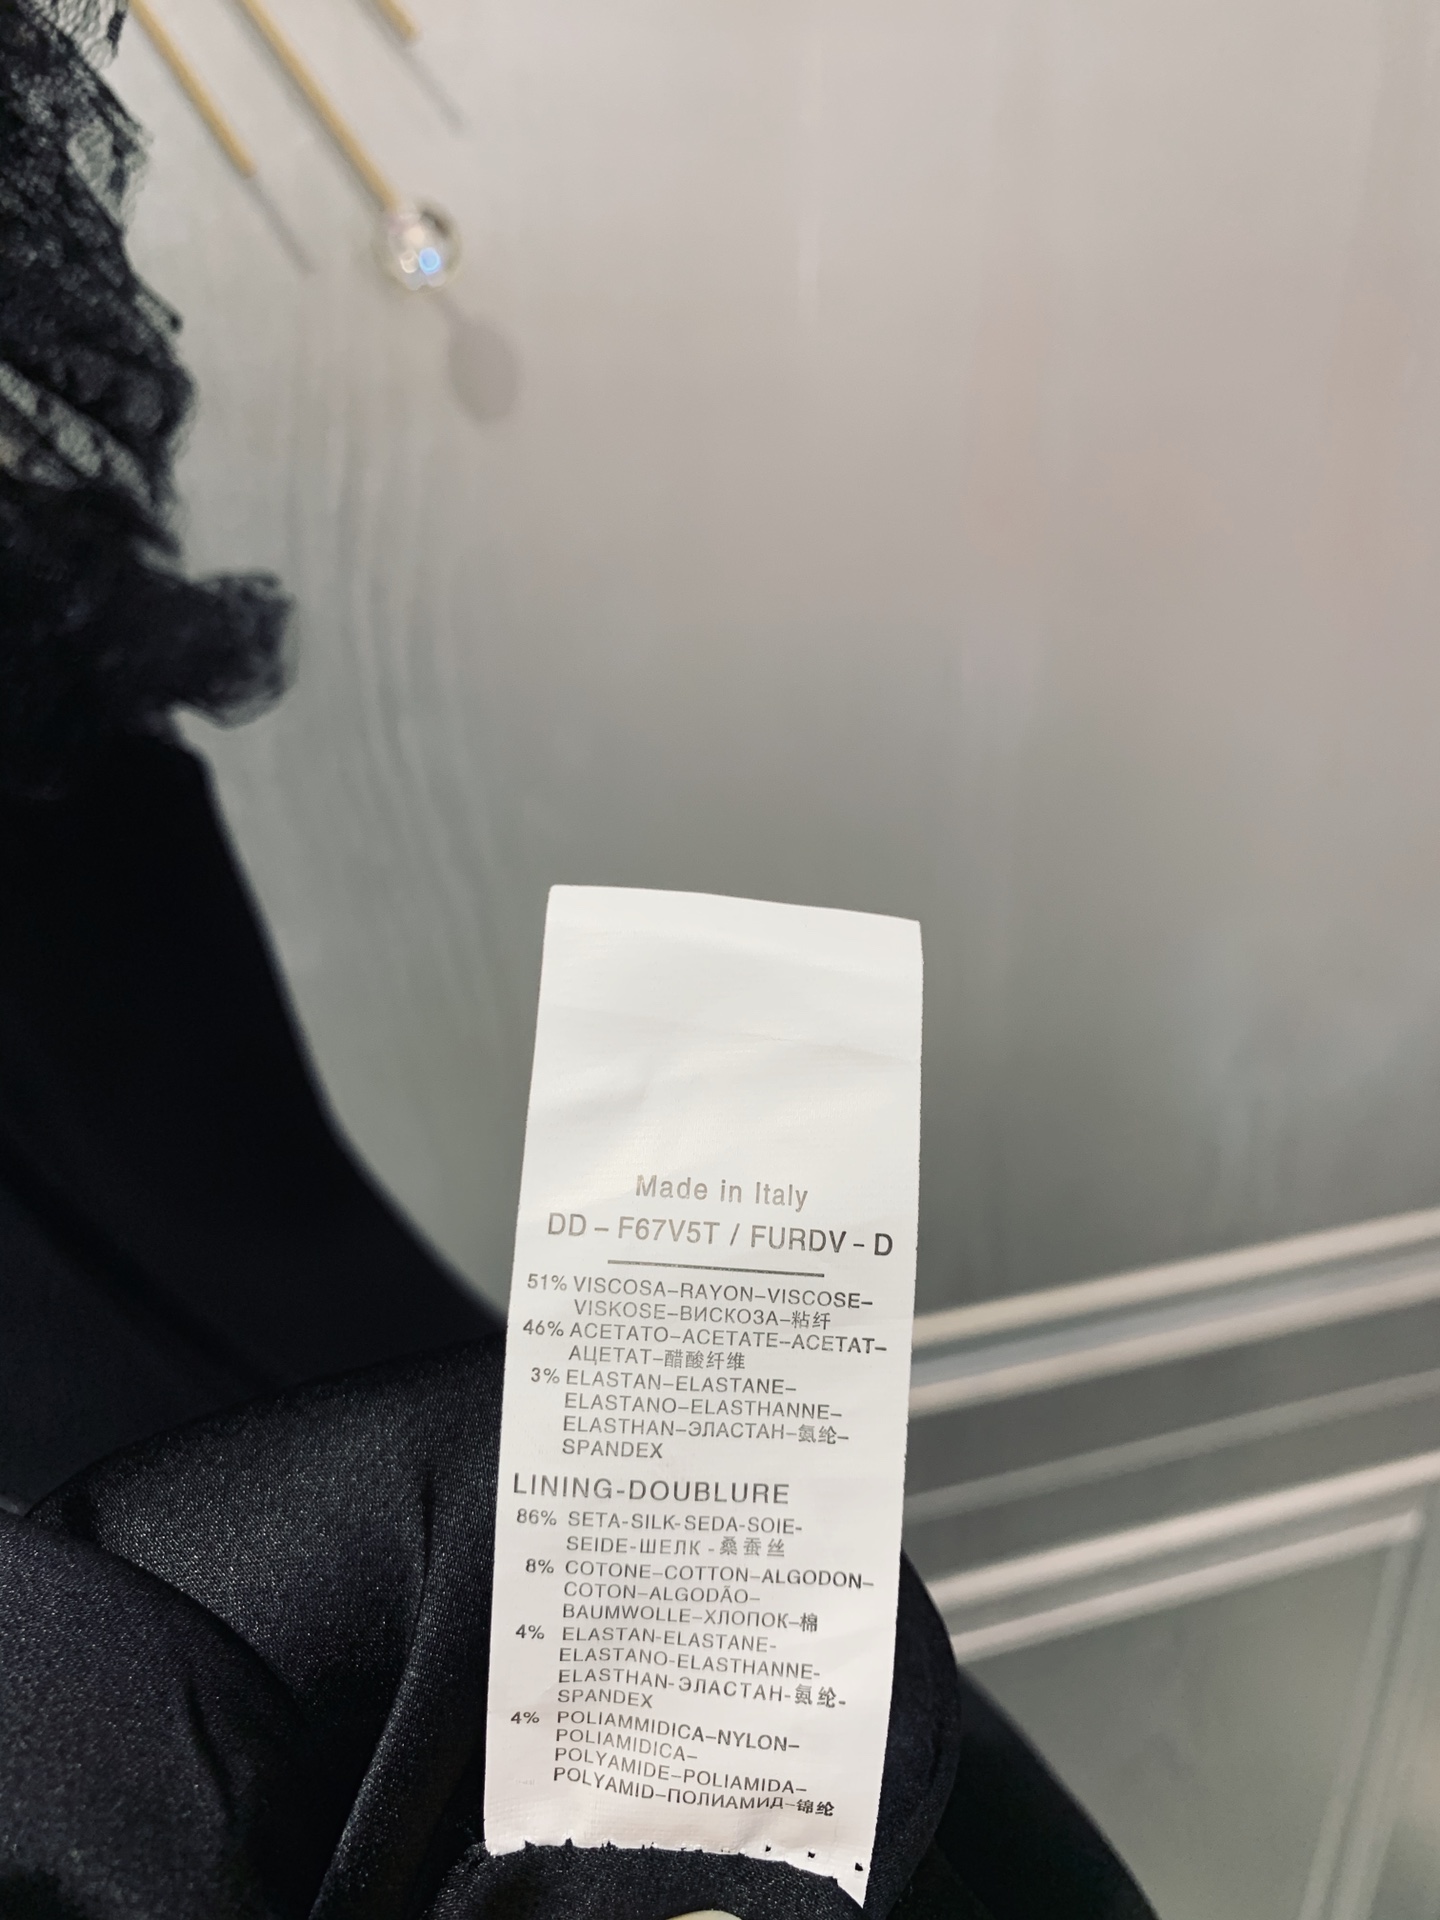 Made in Italy
DD – F67V5T / FURDV - D
51% VISCOSA–RAYON–VISCOSE–
VISKOSE–ВИСКОЗА–粘纤
46% ACETATO–ACETATE–ACETAT–
АЦЕТАТ–醋酸纤维
3% ELASTAN–ELASTANE–
ELASTANO–ELASTHANNE–
ELASTHAN–ЭЛАСТАН–氨纶–
SPANDEX
LINING-DOUBLURE
86% SETA-SILK-SEDA-SOIE-
SEIDE-ШЕЛК - 桑蚕丝
8% COTONE–COTTON–ALGODON–
COTON–ALGODÃO–
BAUMWOLLE–ХЛОПОК–棉
4% ELASTAN-ELASTANE-
ELASTANO-ELASTHANNE-
ELASTHAN-ЭЛАСТАН-氨纶-
SPANDEX
4% POLIAMMIDICA–NYLON–
POLIAMIDICA–
POLYAMIDE–POLIAMIDA–
POLYAMID–ПОЛИАМИД–锦纶